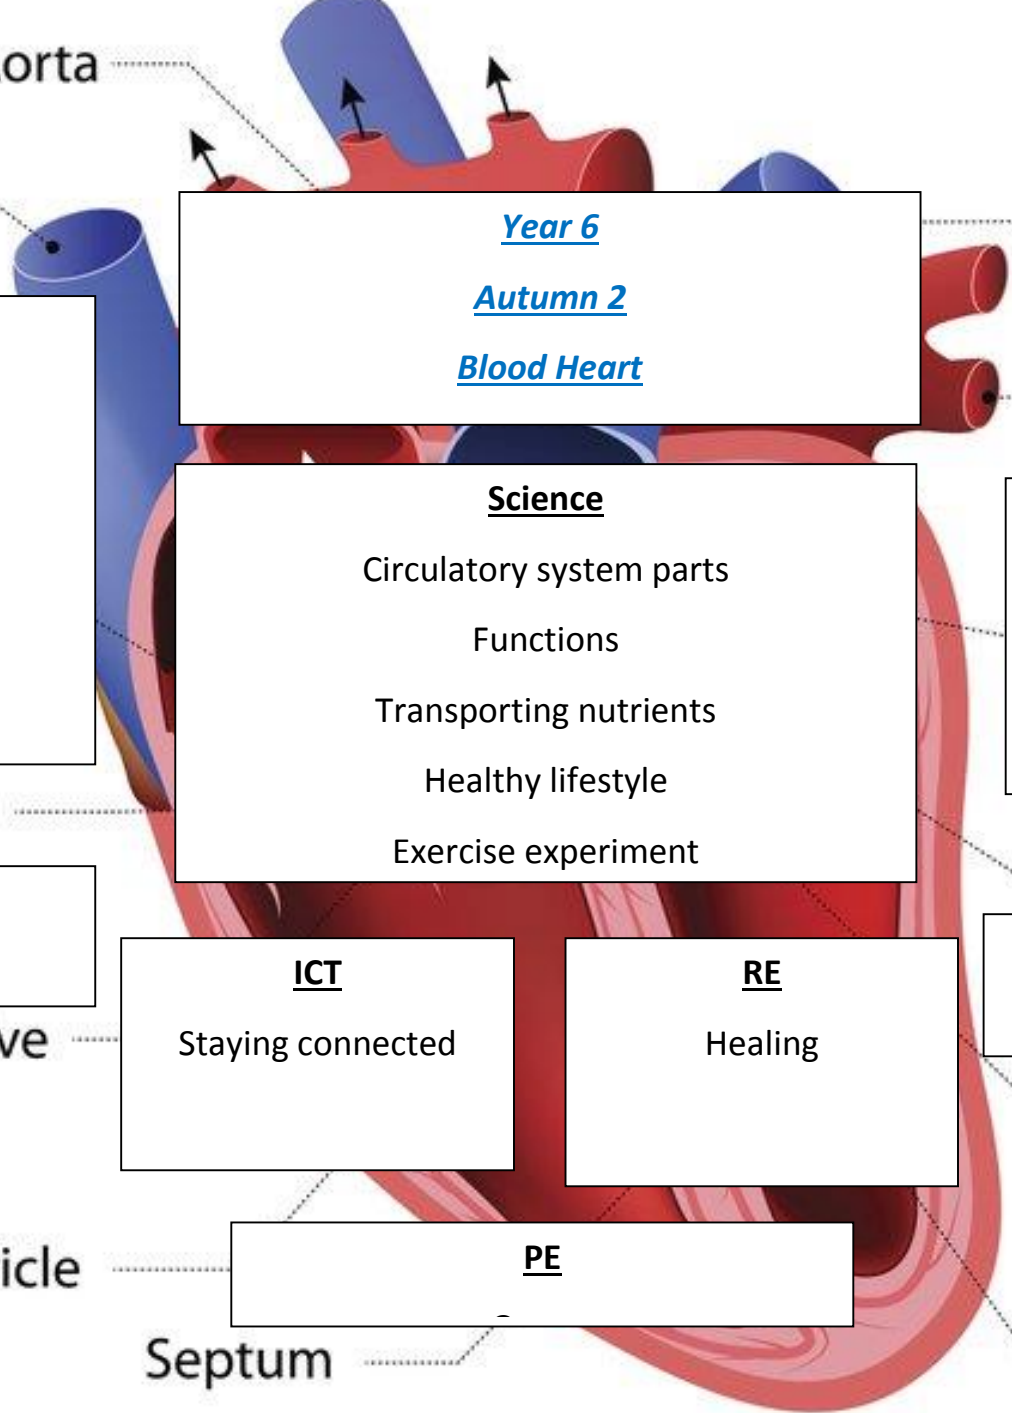 orta
Year 6
Autumn 2
Blood Heart
Science
Circulatory system parts
Functions
Transporting nutrients
Healthy lifestyle
Exercise experiment
ICT
Staying connected
RE
Healing
ve
icle
PE
Septum